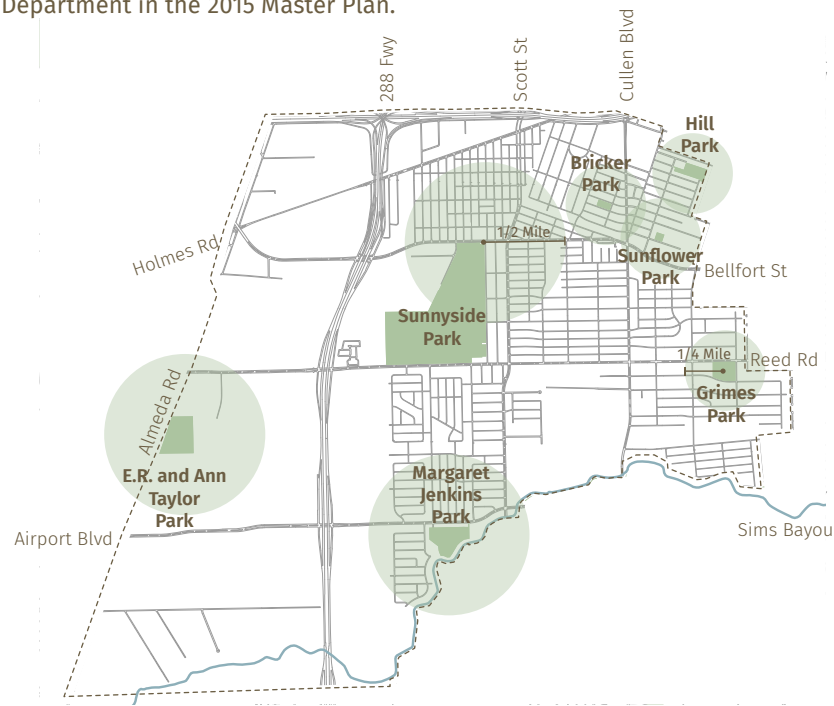 Department in the 2015 Master Plan.
288 Fwy
Scott St
Cullen Blvd
Hill
Park
Bricker
Park
Holmes Rd
1/2 Mile
Sunflower
Park
Bellfort St
Sunnyside
Park
1/4 Mile
Reed Rd
Almeda Rd
Grimes
Park
E.R. and Ann
Taylor
Park
Margaret
Jenkins
Park
Airport Blvd
Sims Bayou